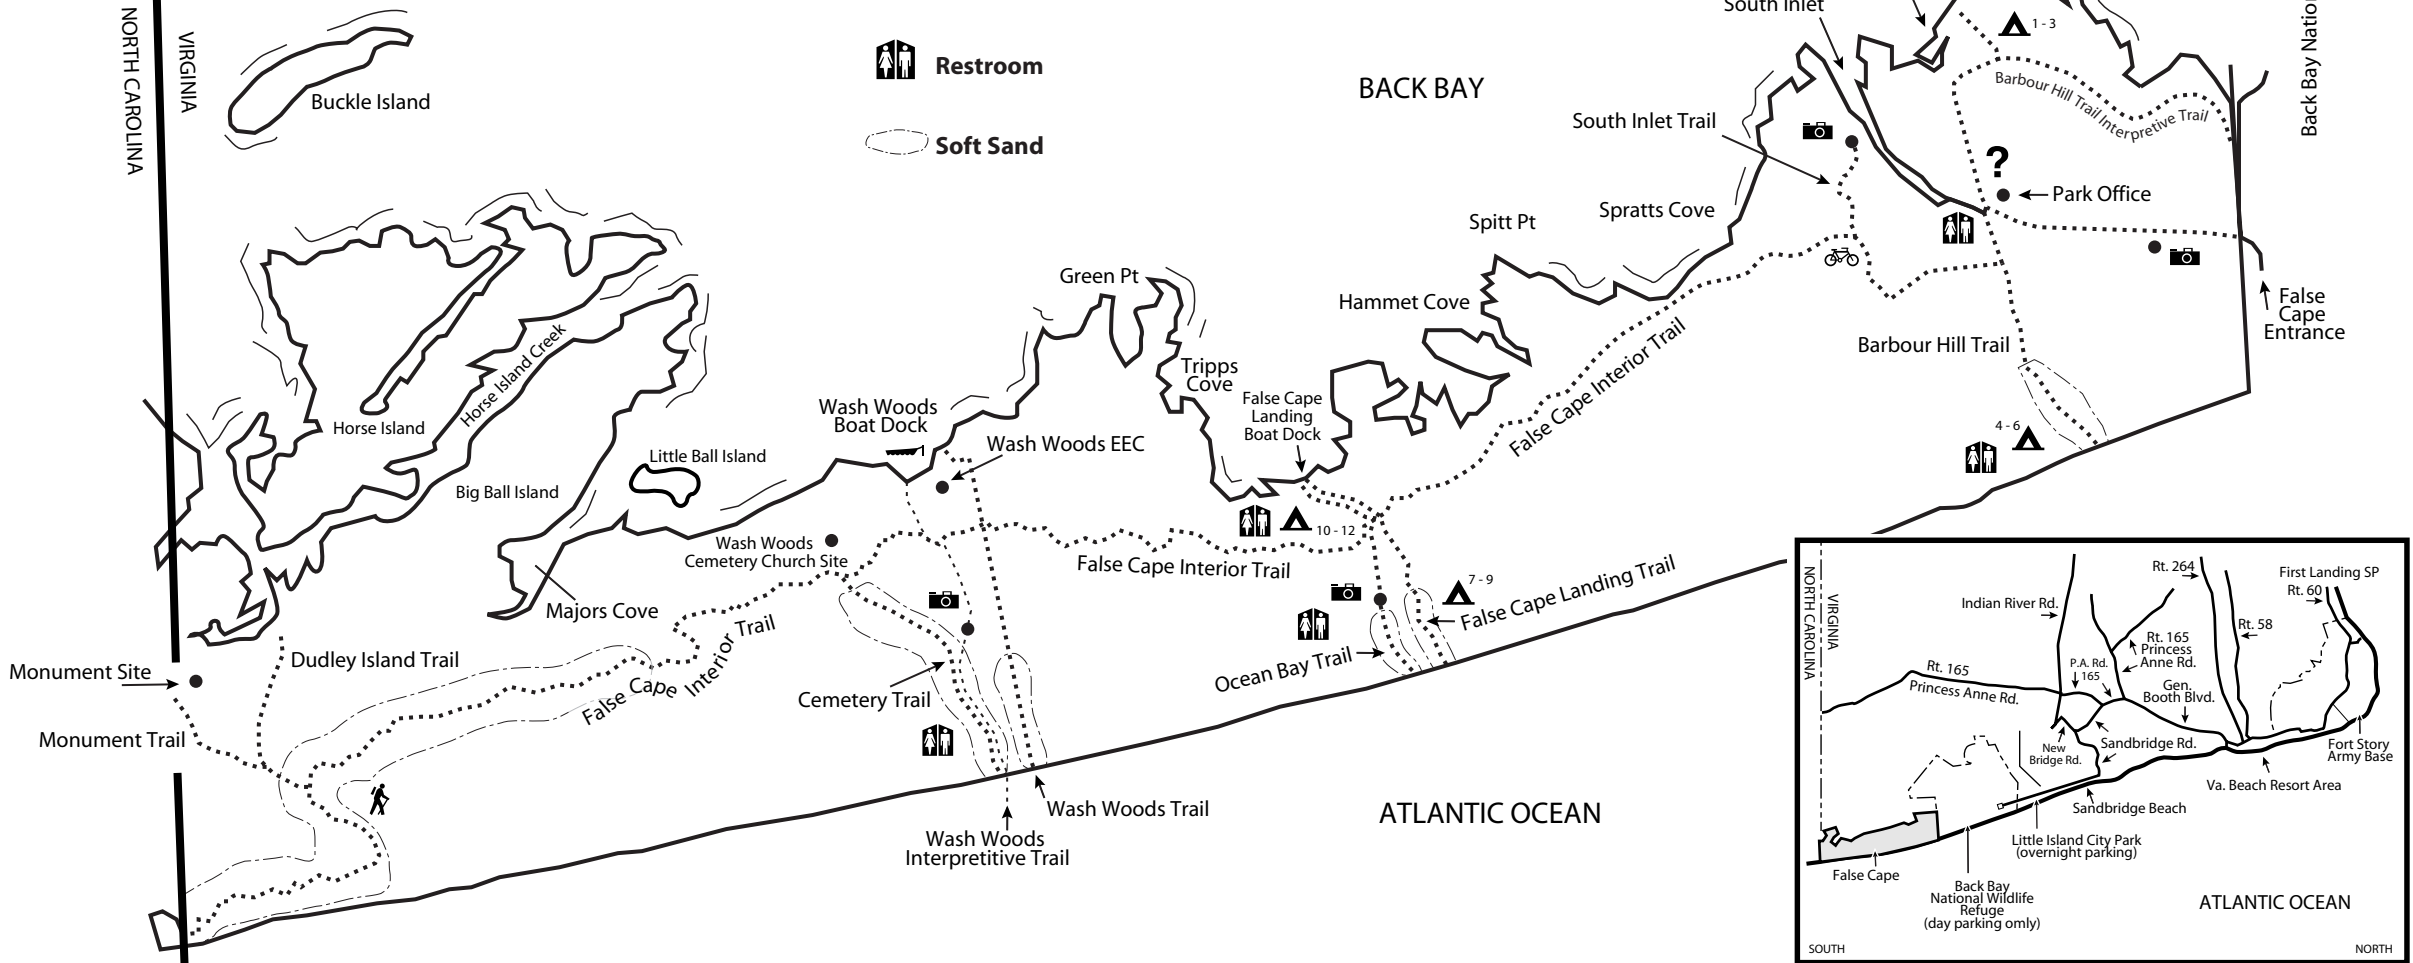 NORTH CAROLINA
VIRGINIA
Buckle Island
Restroom
Soft Sand
BACK BAY
South Inlet
1 - 3
Back Bay Natio
Barbour Hill Trail Interpretive Trail
South Inlet Trail
?
Park Office
Spratts Cove
Spitt Pt
Green Pt
Hammet Cove
False
Cape
Entrance
Barbour Hill Trail
False Cape Interior Trail
Tripps
Cove
False Cape
Landing
Boat Dock
Horse Island Creek
Horse Island
Wash Woods
Boat Dock
Wash Woods EEC
4 - 6
Little Ball Island
Big Ball Island
10 - 12
Wash Woods
Cemetery Church Site
False Cape Interior Trail
7 - 9
False Cape Landing Trail
Majors Cove
Monument Site
Dudley Island Trail
False Cape Interior Trail
Ocean Bay Trail
Cemetery Trail
Monument Trail
Wash Woods Trail
Wash Woods
Interpretitive Trail
ATLANTIC OCEAN
NORTH CAROLINA
VIRGINIA
Rt. 264
First Landing SP
Rt. 60
Indian River Rd.
Rt. 58
Rt. 165
Princess
Anne Rd.
Rt. 165
Princess Anne Rd.
P.A. Rd.
165
Gen.
Booth Blvd.
New
Bridge Rd.
Sandbridge Rd.
Fort Story
Army Base
Va. Beach Resort Area
Sandbridge Beach
Little Island City Park
(overnight parking)
False Cape
Back Bay
National Wildlife
Refuge
(day parking only)
ATLANTIC OCEAN
SOUTH
NORTH